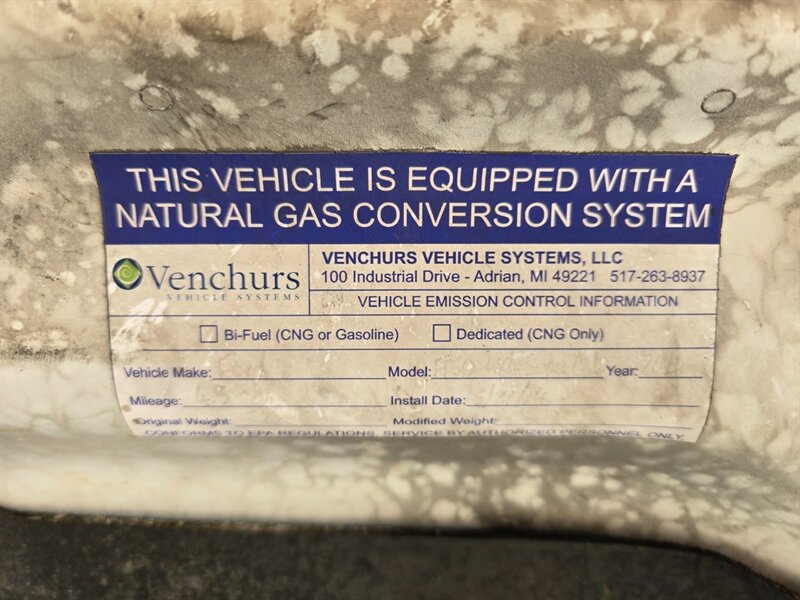 THIS VEHICLE IS EQUIPPED WITH A
NATURAL GAS CONVERSION SYSTEM
Venchurs
VEHICLE SYSTEMS
VENCHURS VEHICLE SYSTEMS, LLC
100 Industrial Drive - Adrian, MI 49221 517-263-8937
VEHICLE EMISSION CONTROL INFORMATION
Bi-Fuel (CNG or Gasoline) Dedicated (CNG Only)
Vehicle Make: Model: Year:
Mileage: Install Date:
Original Weight: Modified Weight:
CONFORMS TO EPA REGULATIONS. SERVICE BY AUTHORIZED PERSONNEL ONLY.